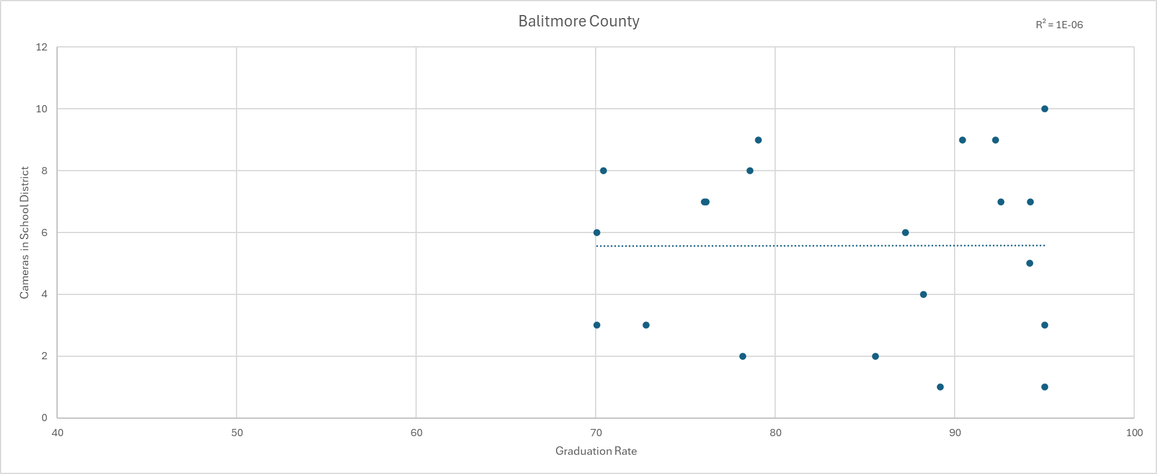 Balitmore County
R² = 1E-06
12
10
8
6
4
2
0
Cameras in School District
40 50 60 70 80 90 100
Graduation Rate